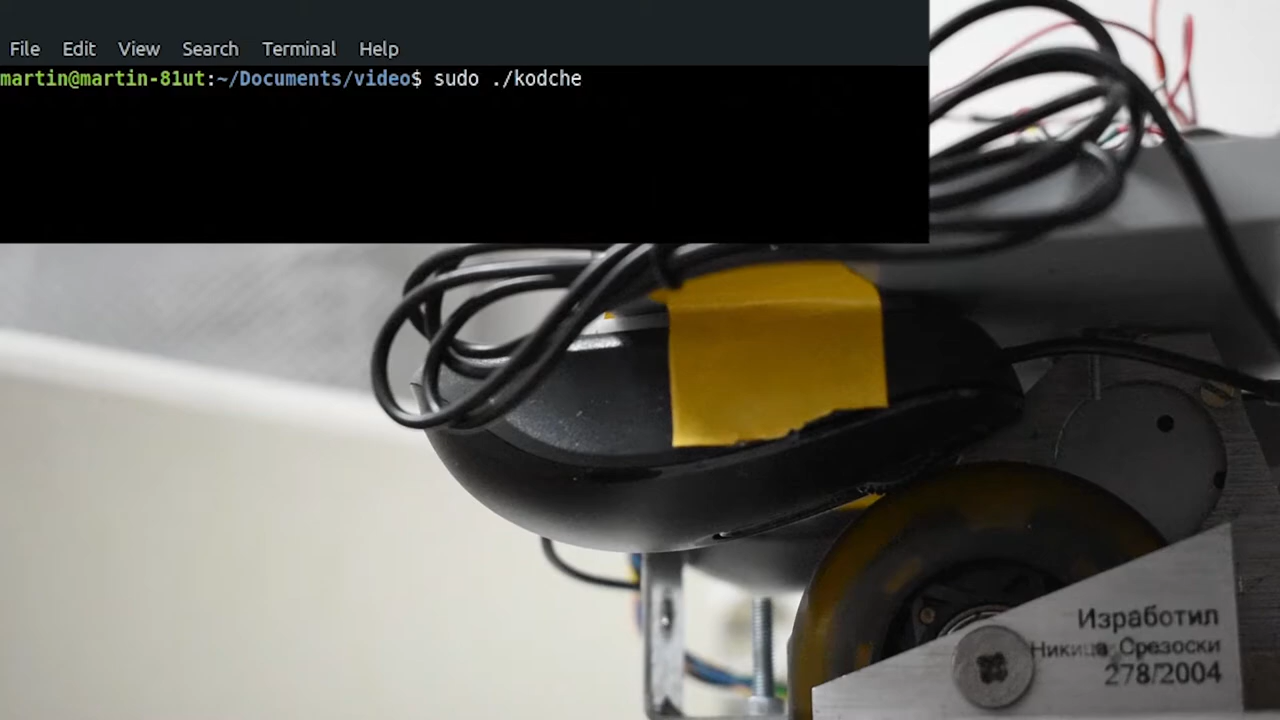 File Edit View Search Terminal Help
martin@martin-81ut:~/Documents/video$ sudo ./kodche
Изработил
Никица Срезоски
278/2004